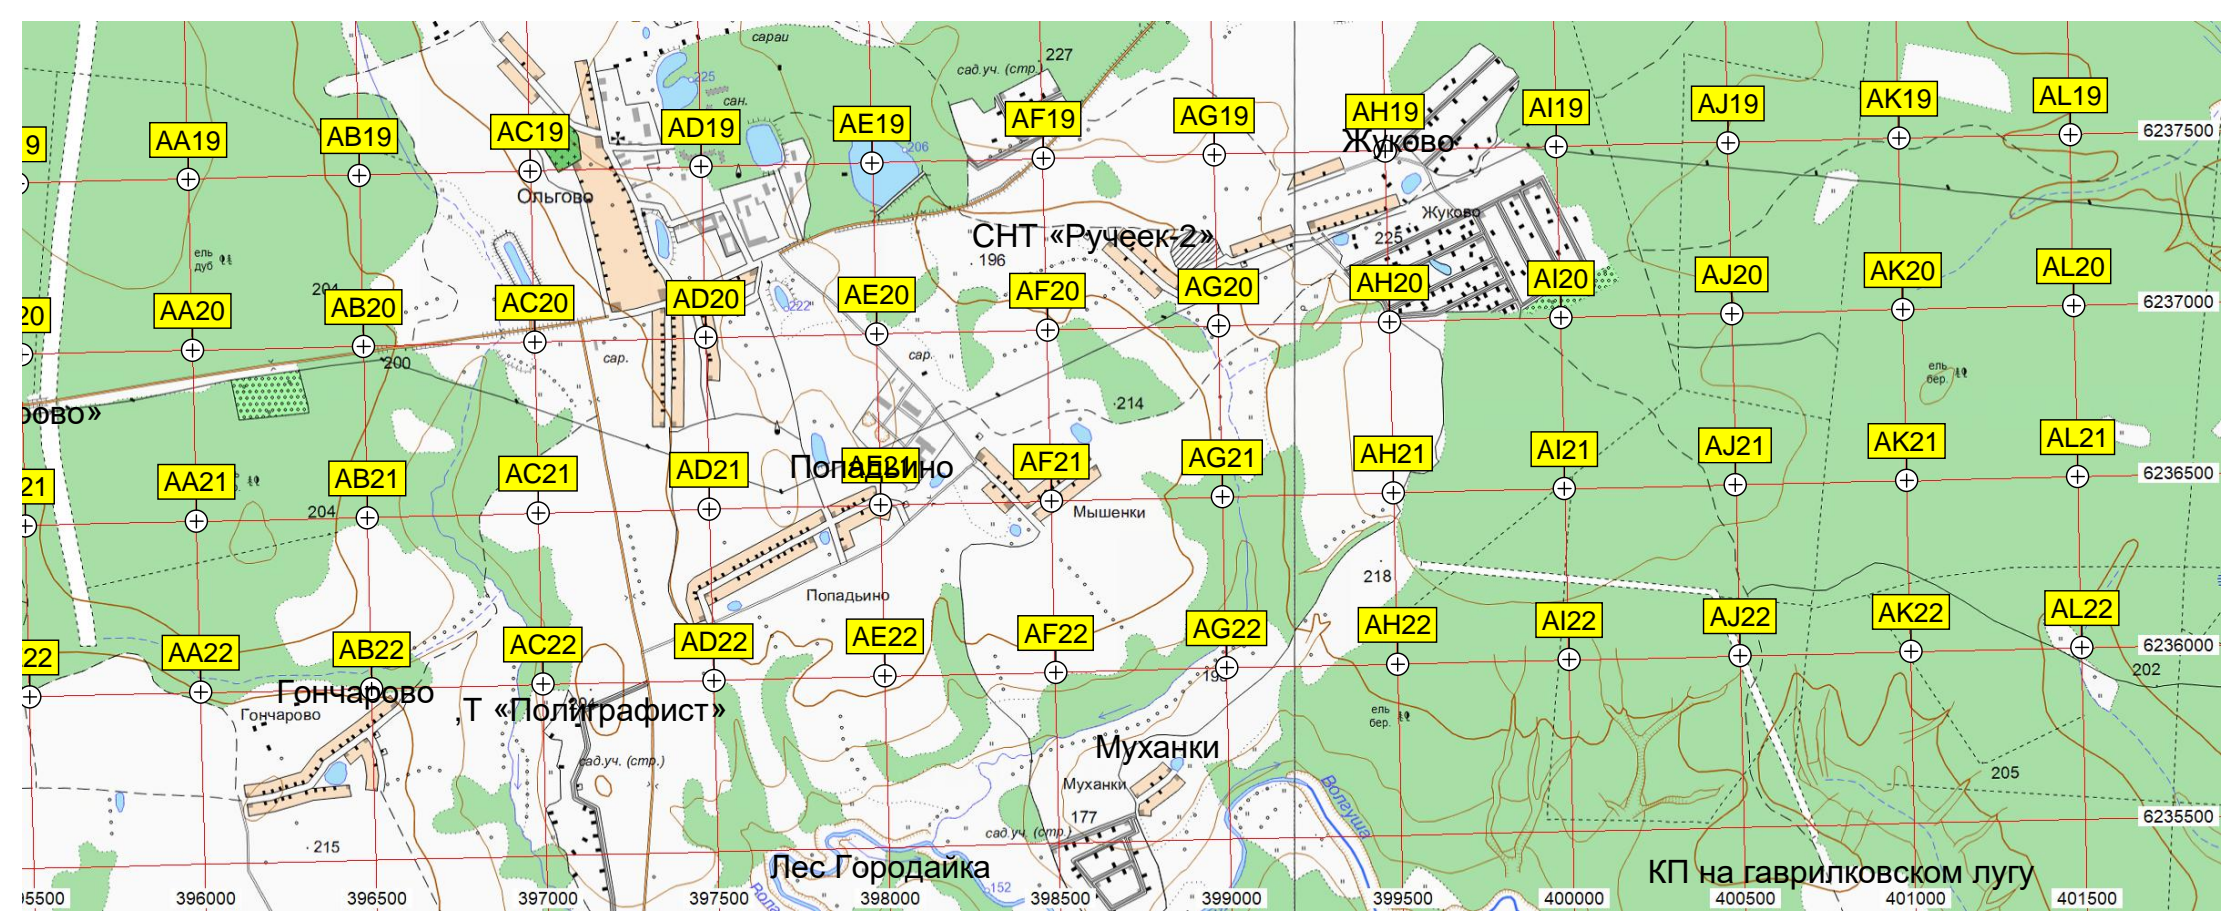 сараи
227
сад.уч. (стр.)
225
сан.
9
AA19
AB19
AC19
AD19
AE19
AF19
AG19
AH19
AI19
AJ19
AK19
AL19
6237500
Жуково
206
Ольгово
Жуково
СНТ «Ручеек-2»
225
196
ель
дуб
204
222
20
AA20
AB20
AC20
AD20
AE20
AF20
AG20
AH20
AI20
AJ20
AK20
AL20
6237000
200
сар.
сар.
ель
бер.
214
рово»
21
AA21
AB21
AC21
AD21
Попадьино
AE21
AF21
AG21
AH21
AI21
AJ21
AK21
AL21
6236500
204
Мышенки
218
Попадьино
22
AA22
AB22
AC22
AD22
AE22
AF22
AG22
AH22
AI22
AJ22
AK22
AL22
6236000
202
Гончарово
Гончарово
,Т «Полиграфист»
ель
бер.
сад.уч. (стр.)
Муханки
Муханки
205
Волгуша
177
сад.уч. (стр.)
6235500
215
Лес Городайка
КП на гаврилковском лугу
152
95500
396000
396500
397000
397500
398000
398500
399000
399500
400000
400500
401000
401500